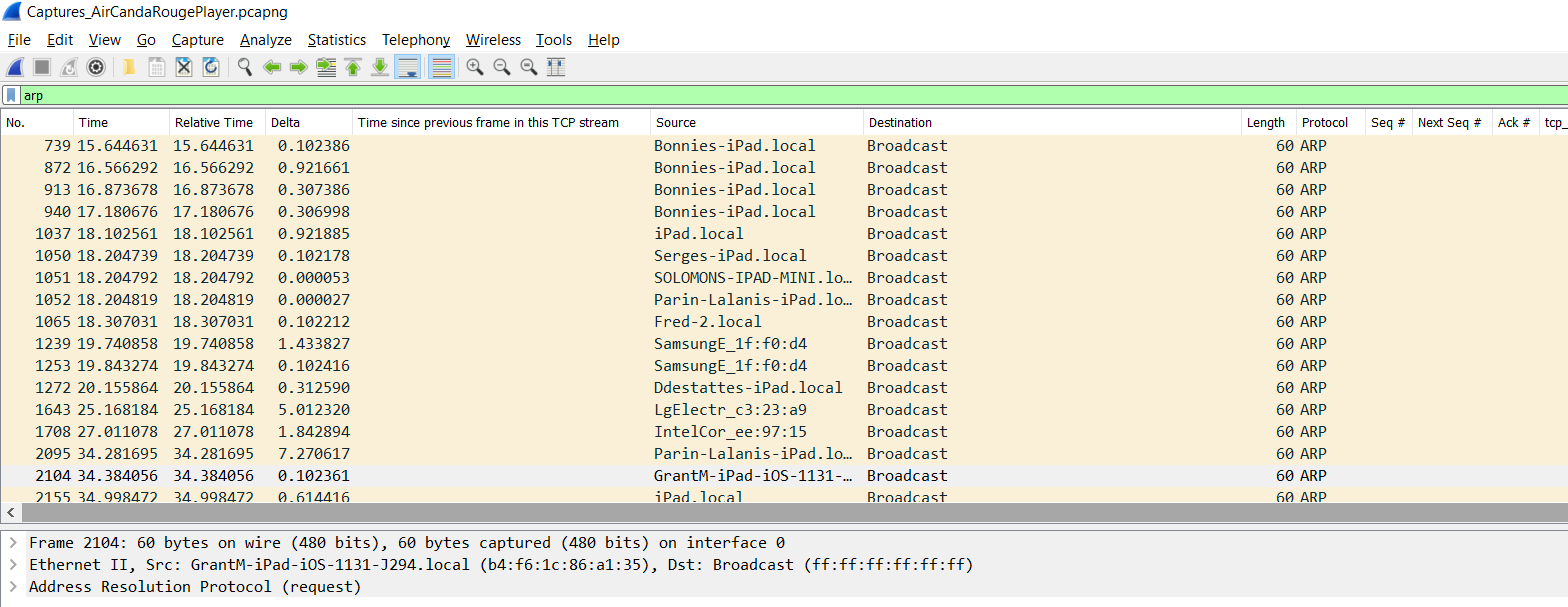 Captures_AirCandaRougePlayer.pcapng
File Edit View Go Capture Analyze Statistics Telephony Wireless Tools Help
arp
No. Time Relative Time Delta Time since previous frame in this TCP stream Source Destination Length Protocol Seq # Next Seq # Ack # tcp_
739 15.644631 15.644631 0.102386 Bonnies-iPad.local Broadcast 60 ARP
872 16.566292 16.566292 0.921661 Bonnies-iPad.local Broadcast 60 ARP
913 16.873678 16.873678 0.307386 Bonnies-iPad.local Broadcast 60 ARP
940 17.180676 17.180676 0.306998 Bonnies-iPad.local Broadcast 60 ARP
1037 18.102561 18.102561 0.921885 iPad.local Broadcast 60 ARP
1050 18.204739 18.204739 0.102178 Serges-iPad.local Broadcast 60 ARP
1051 18.204792 18.204792 0.000053 SOLOMONS-IPAD-MINI.lo… Broadcast 60 ARP
1052 18.204819 18.204819 0.000027 Parin-Lalanis-iPad.lo… Broadcast 60 ARP
1065 18.307031 18.307031 0.102212 Fred-2.local Broadcast 60 ARP
1239 19.740858 19.740858 1.433827 SamsungE_1f:f0:d4 Broadcast 60 ARP
1253 19.843274 19.843274 0.102416 SamsungE_1f:f0:d4 Broadcast 60 ARP
1272 20.155864 20.155864 0.312590 Ddestattes-iPad.local Broadcast 60 ARP
1643 25.168184 25.168184 5.012320 LgElectr_c3:23:a9 Broadcast 60 ARP
1708 27.011078 27.011078 1.842894 IntelCor_ee:97:15 Broadcast 60 ARP
2095 34.281695 34.281695 7.270617 Parin-Lalanis-iPad.lo… Broadcast 60 ARP
2104 34.384056 34.384056 0.102361 GrantM-iPad-iOS-1131-… Broadcast 60 ARP
2155 34.998472 34.998472 0.614416 iPad.local Broadcast 60 ARP
Frame 2104: 60 bytes on wire (480 bits), 60 bytes captured (480 bits) on interface 0
Ethernet II, Src: GrantM-iPad-iOS-1131-J294.local (b4:f6:1c:86:a1:35), Dst: Broadcast (ff:ff:ff:ff:ff:ff)
Address Resolution Protocol (request)